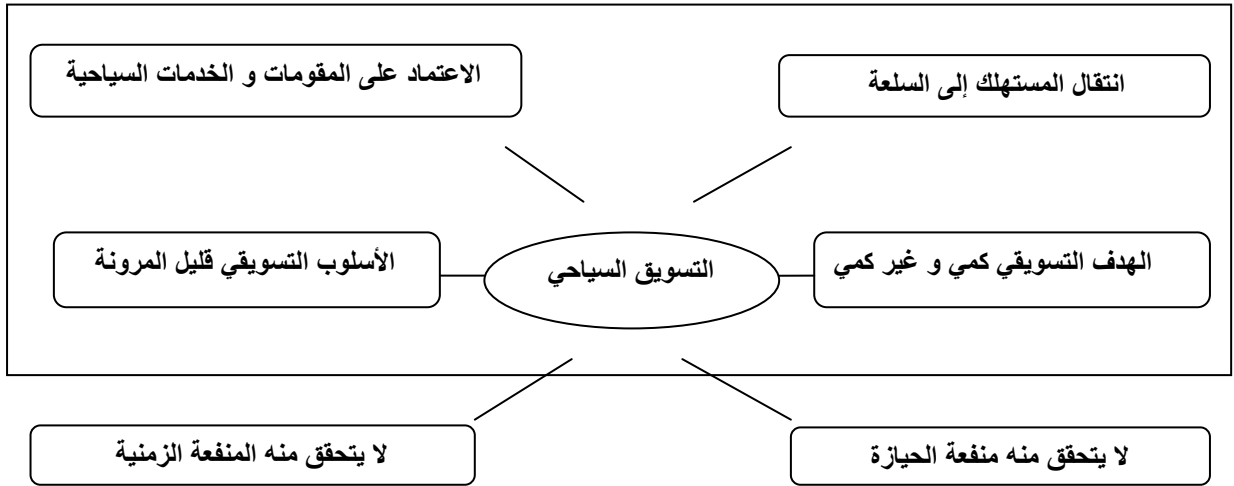 انتقال المستهلك إلى السلعة
الاعتماد على المقومات و الخدمات السياحية
الهدف التسويقي كمي و غير كمي
التسويق السياحي
الأسلوب التسويقي قليل المرونة
لا يتحقق منه منفعة الحيازة
لا يتحقق منه المنفعة الزمنية